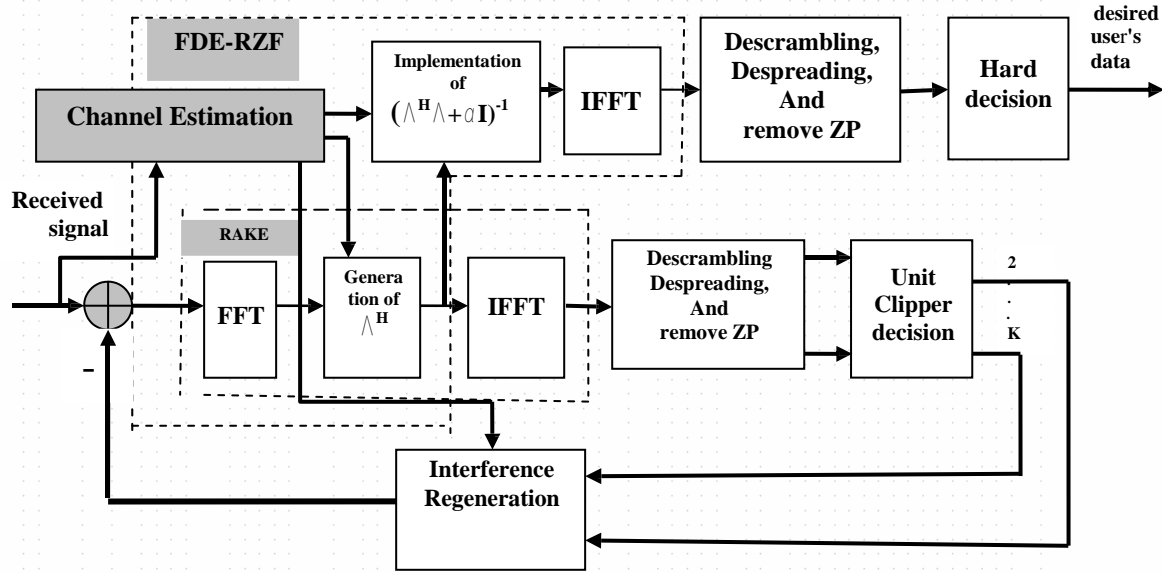 desired
user's
data
FDE-RZF
Implementation
of
(Λᴴ Λ + αI)⁻¹
IFFT
Descrambling,
Despreading,
And
remove ZP
Hard
decision
Channel Estimation
Received
signal
RAKE
FFT
Genera
tion of
Λᴴ
IFFT
Descrambling
Despreading,
And
remove ZP
Unit
Clipper
decision
2
.
.
.
K
–
Interference
Regeneration